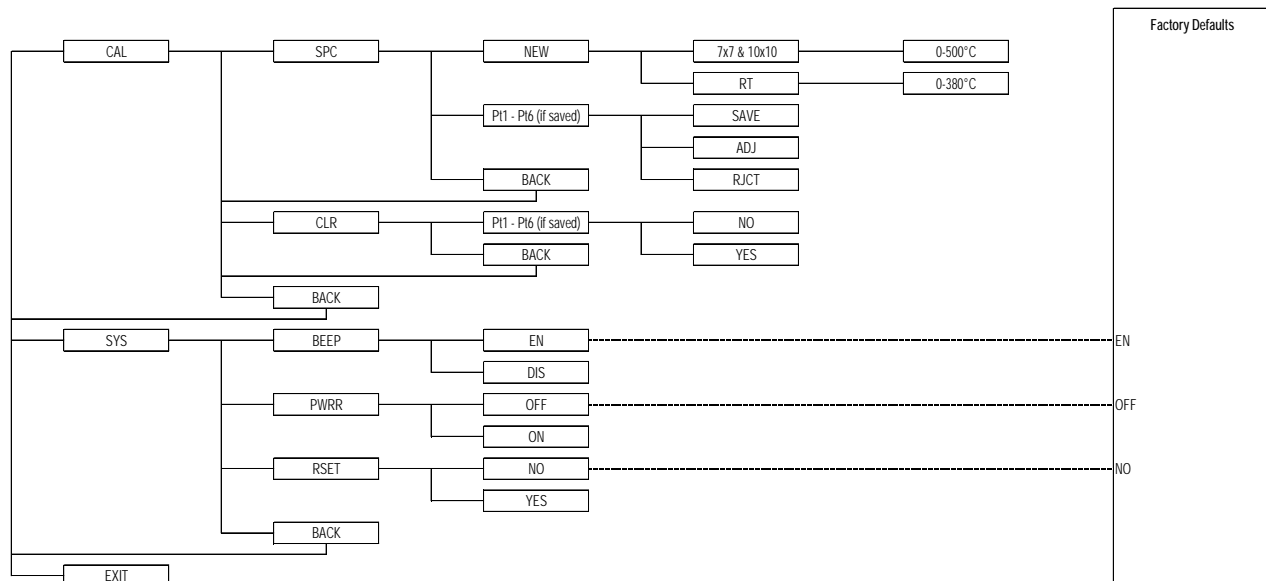 Factory Defaults
CAL SPC NEW 7x7 & 10x10 0-500°C
RT 0-380°C
Pt1 - Pt6 (if saved) SAVE
ADJ
BACK RJCT
CLR Pt1 - Pt6 (if saved) NO
BACK YES
BACK
SYS BEEP EN EN
DIS
PWRR OFF OFF
ON
RSET NO NO
YES
BACK
EXIT